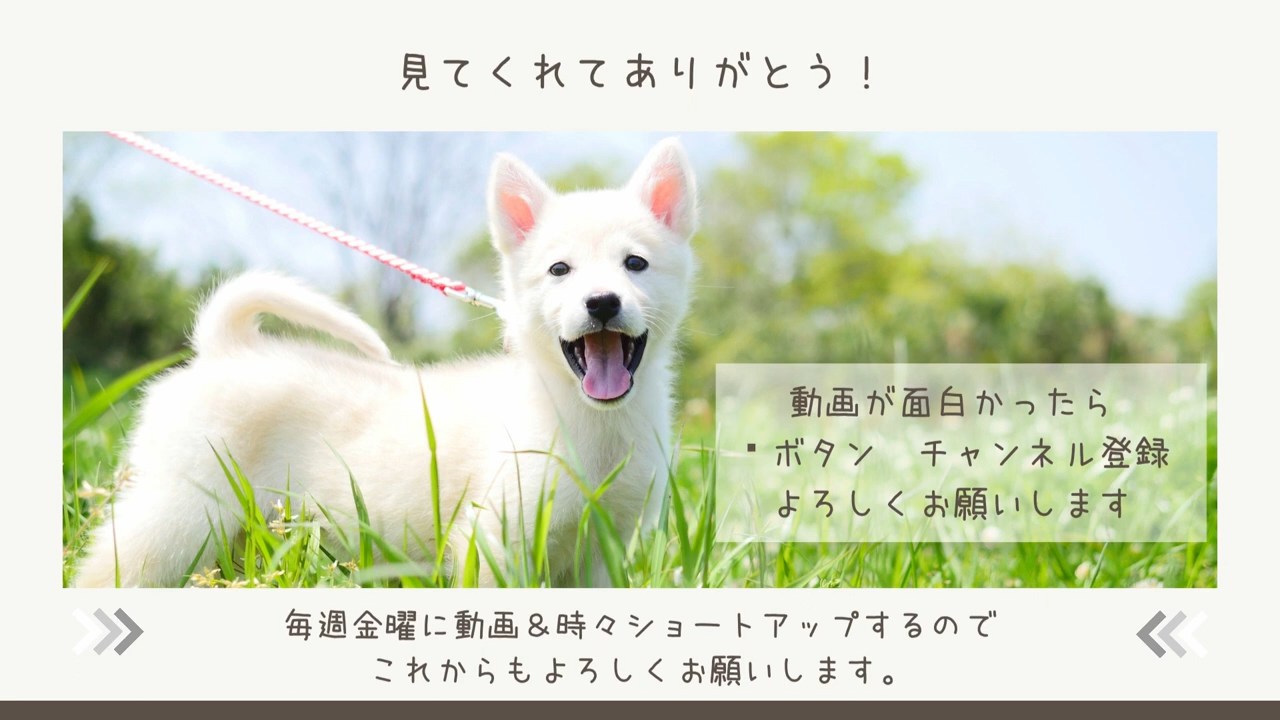 見てくれてありがとう！
動画が面白かったら
▪ボタン　チャンネル登録
よろしくお願いします
毎週金曜に動画＆時々ショートアップするので
これからもよろしくお願いします。